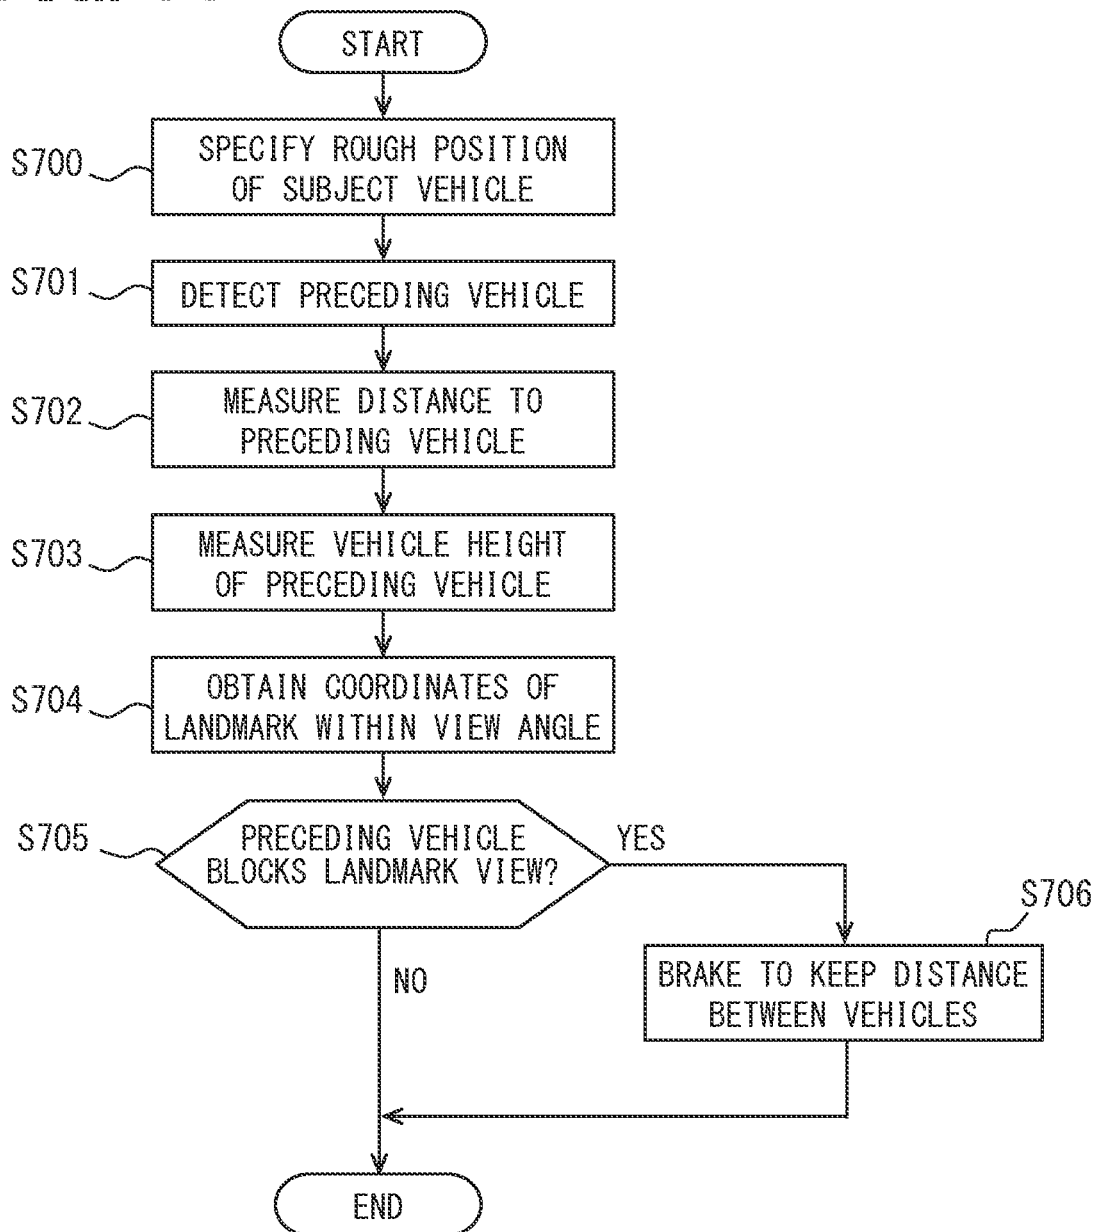 START
S700
SPECIFY ROUGH POSITION
OF SUBJECT VEHICLE
S701
DETECT PRECEDING VEHICLE
S702
MEASURE DISTANCE TO
PRECEDING VEHICLE
S703
MEASURE VEHICLE HEIGHT
OF PRECEDING VEHICLE
S704
OBTAIN COORDINATES OF
LANDMARK WITHIN VIEW ANGLE
S705
PRECEDING VEHICLE
BLOCKS LANDMARK VIEW?
YES
S706
BRAKE TO KEEP DISTANCE
BETWEEN VEHICLES
NO
END